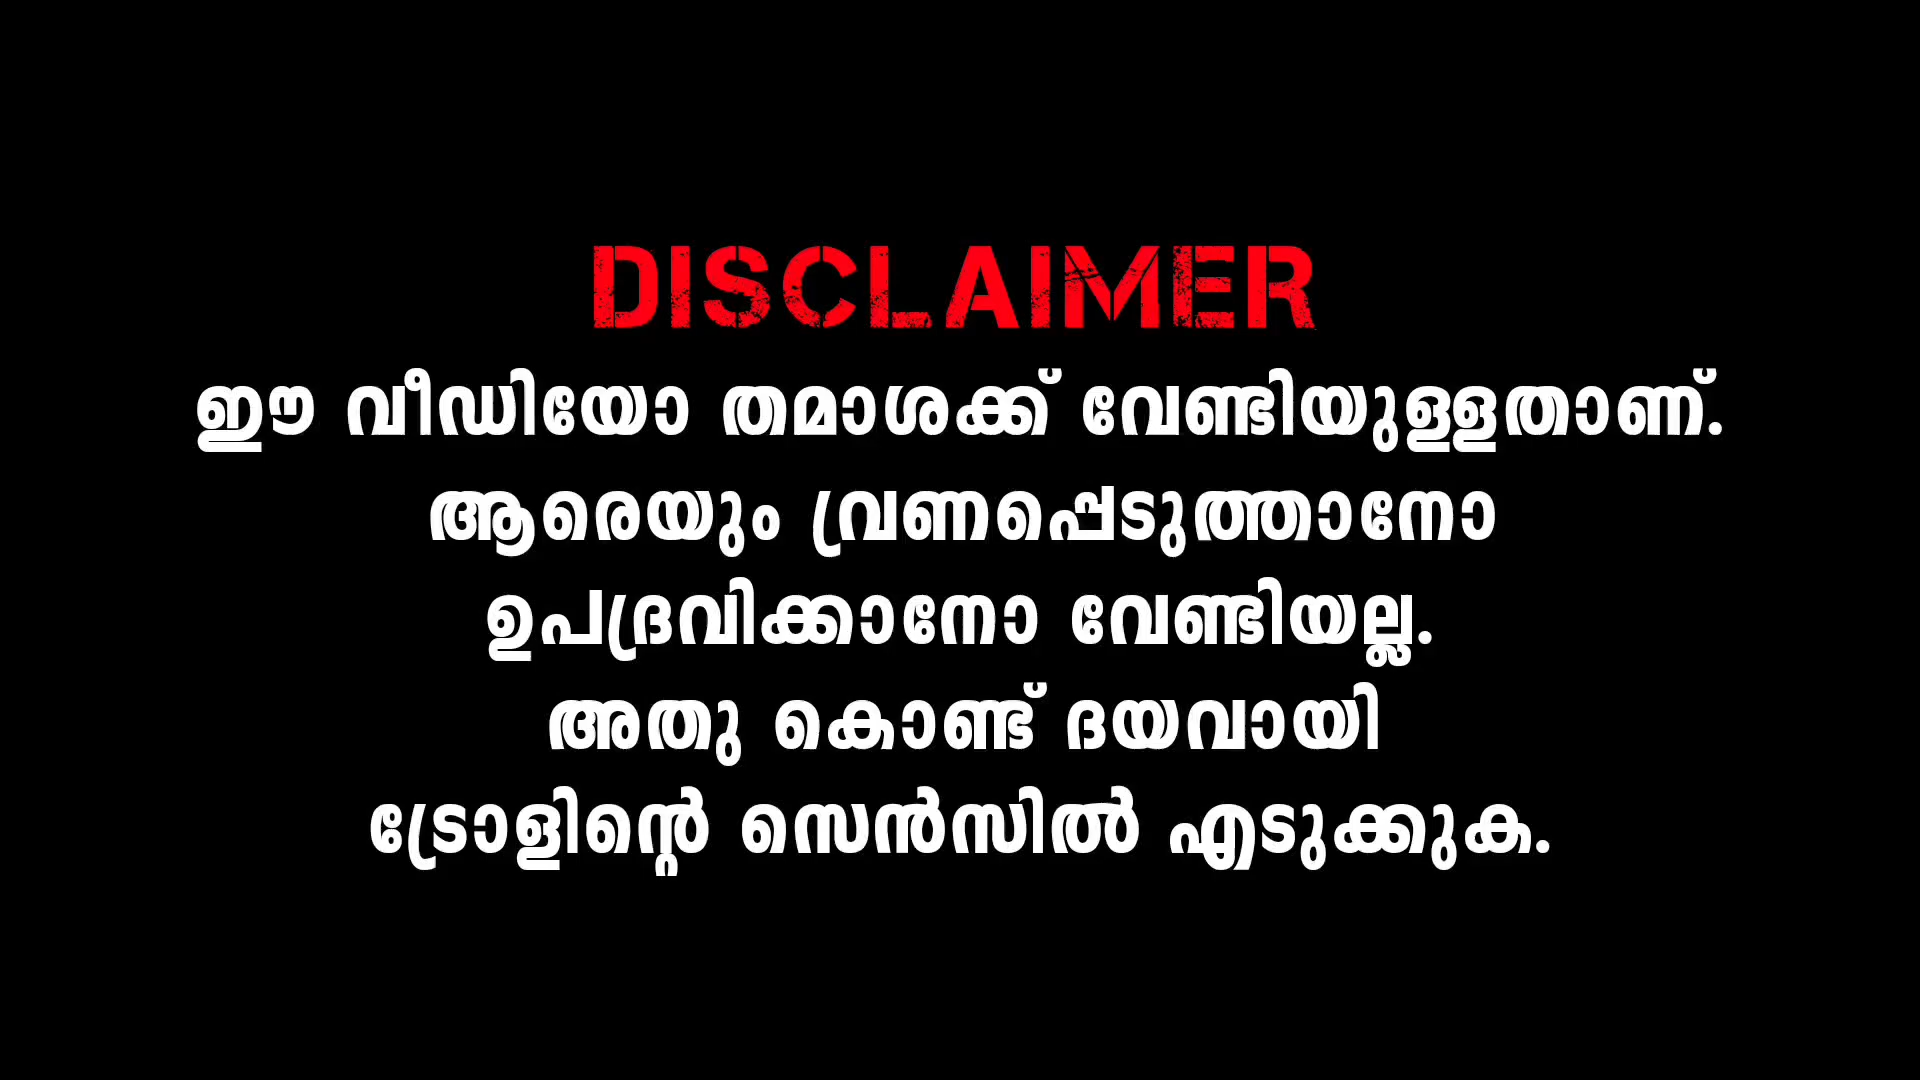 DISCLAIMER
ഈ വീഡിയോ തമാശക്ക് വേണ്ടിയുള്ളതാണ്.
ആരെയും വ്രണപ്പെടുത്താനോ
ഉപദ്രവിക്കാനോ വേണ്ടിയല്ല.
അതു കൊണ്ട് ദയവായി
ട്രോളിന്റെ സെൻസിൽ എടുക്കുക.